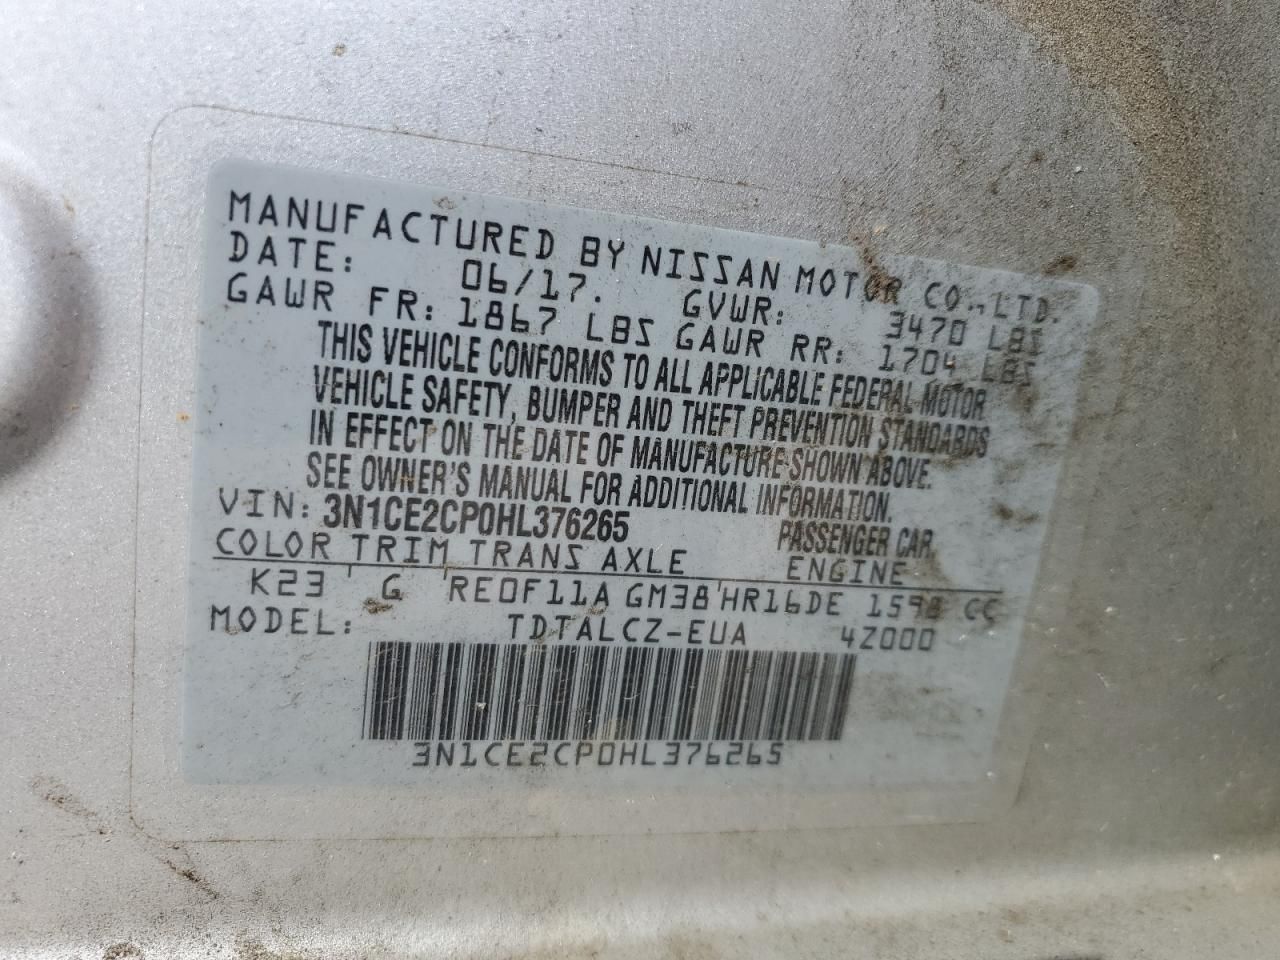 MANUFACTURED BY NISSAN MOTOR CO., LTD.
DATE: 06/17. GVWR: 3470 LBS
GAWR FR: 1867 LBS GAWR RR: 1704 LBS
THIS VEHICLE CONFORMS TO ALL APPLICABLE FEDERAL MOTOR
VEHICLE SAFETY, BUMPER AND THEFT PREVENTION STANDARDS
IN EFFECT ON THE DATE OF MANUFACTURE SHOWN ABOVE.
SEE OWNER'S MANUAL FOR ADDITIONAL INFORMATION.
VIN: 3N1CE2CP0HL376265 PASSENGER CAR
COLOR TRIM TRANS AXLE ENGINE
K23 G RE0F11A GM38 HR16DE 1598 CC
MODEL: TDTALCZ-EUA 4Z000
3N1CE2CP0HL376265